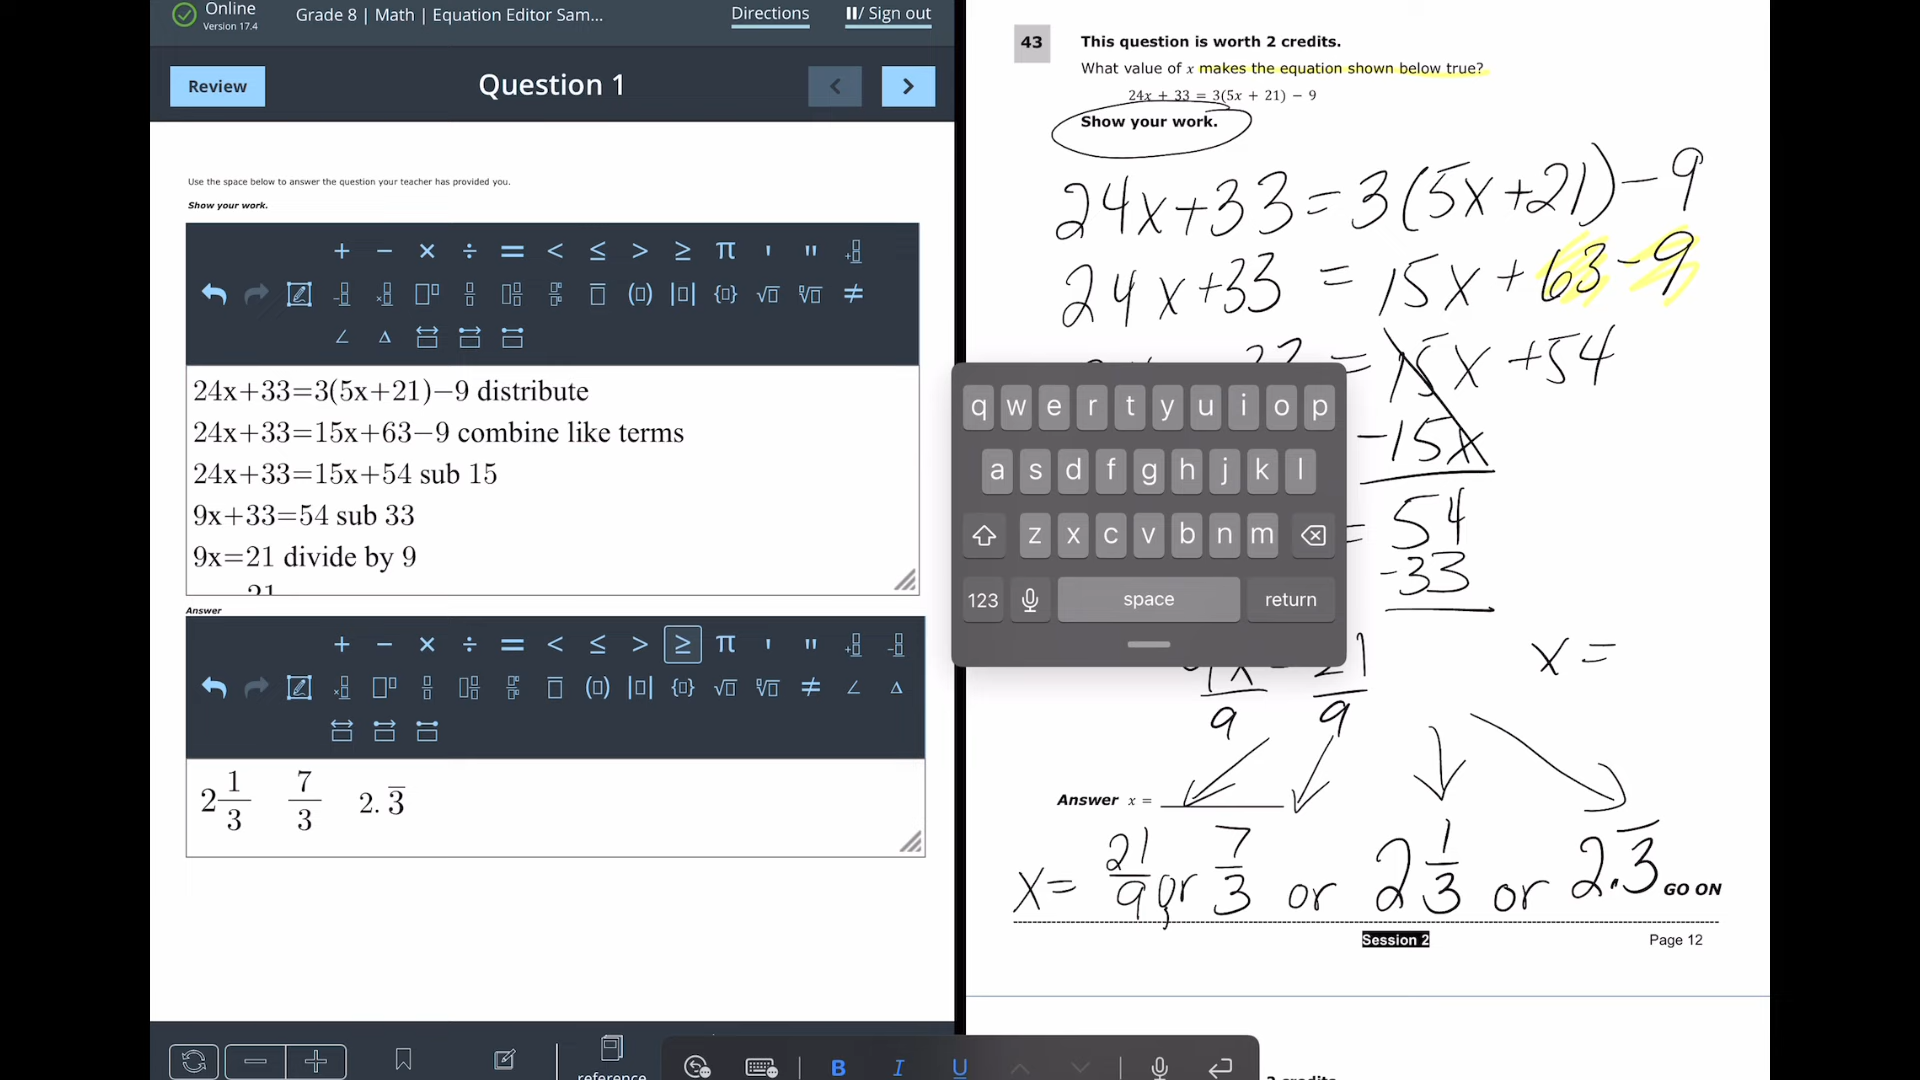 Online
Version 17.4
Grade 8 | Math | Equation Editor Sam...
Directions
/ Sign out
Review
Question 1
Use the space below to answer the question your teacher has provided you.
Show your work.
+ − × ÷ = < ≤ > ≥ π ' "
≠
∠ Δ
24x+33=3(5x+21)−9 distribute
24x+33=15x+63−9 combine like terms
24x+33=15x+54 sub 15
9x+33=54 sub 33
9x=21 divide by 9
21
Answer
+ − × ÷ = < ≤ > ≥ π ' "
≠ ∠ Δ
2 1/3 7/3 2.3̅
reference
B I U
43
This question is worth 2 credits.
What value of x makes the equation shown below true?
24x + 33 = 3(5x + 21) − 9
Show your work.
24x+33=3(5x+21)−9
24x+33 = 15x+63−9
= 15x+54
−15x
= 54
−33
9x 21
9 9
x=
Answer x =
x= 21/9 or 7/3 or 2 1/3 or 2.3̅
GO ON
Session 2
Page 12
q w e r t y u i o p
a s d f g h j k l
z x c v b n m
123 space return